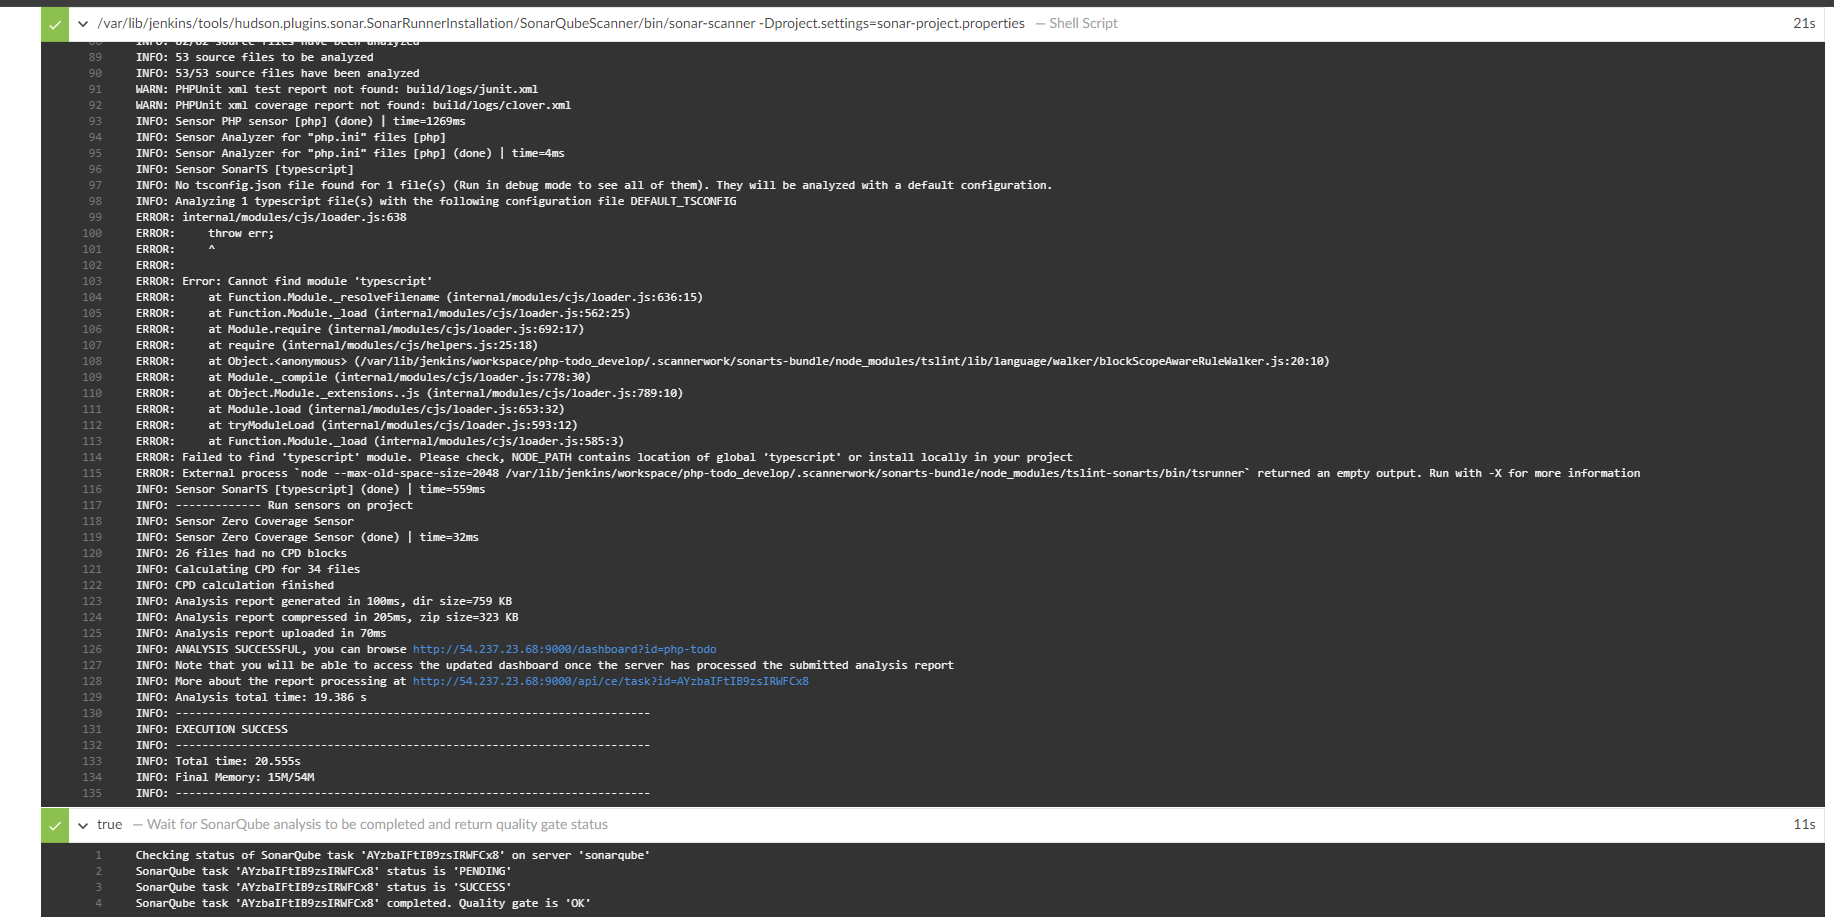 /var/lib/jenkins/tools/hudson.plugins.sonar.SonarRunnerInstallation/SonarQubeScanner/bin/sonar-scanner -Dproject.settings=sonar-project.properties — Shell Script 21s
88 INFO: 62/62 source files have been analyzed
89 INFO: 53 source files to be analyzed
90 INFO: 53/53 source files have been analyzed
91 WARN: PHPUnit xml test report not found: build/logs/junit.xml
92 WARN: PHPUnit xml coverage report not found: build/logs/clover.xml
93 INFO: Sensor PHP sensor [php] (done) | time=1269ms
94 INFO: Sensor Analyzer for "php.ini" files [php]
95 INFO: Sensor Analyzer for "php.ini" files [php] (done) | time=4ms
96 INFO: Sensor SonarTS [typescript]
97 INFO: No tsconfig.json file found for 1 file(s) (Run in debug mode to see all of them). They will be analyzed with a default configuration.
98 INFO: Analyzing 1 typescript file(s) with the following configuration file DEFAULT_TSCONFIG
99 ERROR: internal/modules/cjs/loader.js:638
100 ERROR:     throw err;
101 ERROR:     ^
102 ERROR:
103 ERROR: Error: Cannot find module 'typescript'
104 ERROR:     at Function.Module._resolveFilename (internal/modules/cjs/loader.js:636:15)
105 ERROR:     at Function.Module._load (internal/modules/cjs/loader.js:562:25)
106 ERROR:     at Module.require (internal/modules/cjs/loader.js:692:17)
107 ERROR:     at require (internal/modules/cjs/helpers.js:25:18)
108 ERROR:     at Object.<anonymous> (/var/lib/jenkins/workspace/php-todo_develop/.scannerwork/sonarts-bundle/node_modules/tslint/lib/language/walker/blockScopeAwareRuleWalker.js:20:10)
109 ERROR:     at Module._compile (internal/modules/cjs/loader.js:778:30)
110 ERROR:     at Object.Module._extensions..js (internal/modules/cjs/loader.js:789:10)
111 ERROR:     at Module.load (internal/modules/cjs/loader.js:653:32)
112 ERROR:     at tryModuleLoad (internal/modules/cjs/loader.js:593:12)
113 ERROR:     at Function.Module._load (internal/modules/cjs/loader.js:585:3)
114 ERROR: Failed to find 'typescript' module. Please check, NODE_PATH contains location of global 'typescript' or install locally in your project
115 ERROR: External process `node --max-old-space-size=2048 /var/lib/jenkins/workspace/php-todo_develop/.scannerwork/sonarts-bundle/node_modules/tslint-sonarts/bin/tsrunner` returned an empty output. Run with -X for more information
116 INFO: Sensor SonarTS [typescript] (done) | time=559ms
117 INFO: ------------- Run sensors on project
118 INFO: Sensor Zero Coverage Sensor
119 INFO: Sensor Zero Coverage Sensor (done) | time=32ms
120 INFO: 26 files had no CPD blocks
121 INFO: Calculating CPD for 34 files
122 INFO: CPD calculation finished
123 INFO: Analysis report generated in 100ms, dir size=759 KB
124 INFO: Analysis report compressed in 205ms, zip size=323 KB
125 INFO: Analysis report uploaded in 70ms
126 INFO: ANALYSIS SUCCESSFUL, you can browse http://54.237.23.68:9000/dashboard?id=php-todo
127 INFO: Note that you will be able to access the updated dashboard once the server has processed the submitted analysis report
128 INFO: More about the report processing at http://54.237.23.68:9000/api/ce/task?id=AYzbaIFtIB9zsIRWFCx8
129 INFO: Analysis total time: 19.386 s
130 INFO: ------------------------------------------------------------------------
131 INFO: EXECUTION SUCCESS
132 INFO: ------------------------------------------------------------------------
133 INFO: Total time: 20.555s
134 INFO: Final Memory: 15M/54M
135 INFO: ------------------------------------------------------------------------
true — Wait for SonarQube analysis to be completed and return quality gate status 11s
1 Checking status of SonarQube task 'AYzbaIFtIB9zsIRWFCx8' on server 'sonarqube'
2 SonarQube task 'AYzbaIFtIB9zsIRWFCx8' status is 'PENDING'
3 SonarQube task 'AYzbaIFtIB9zsIRWFCx8' status is 'SUCCESS'
4 SonarQube task 'AYzbaIFtIB9zsIRWFCx8' completed. Quality gate is 'OK'